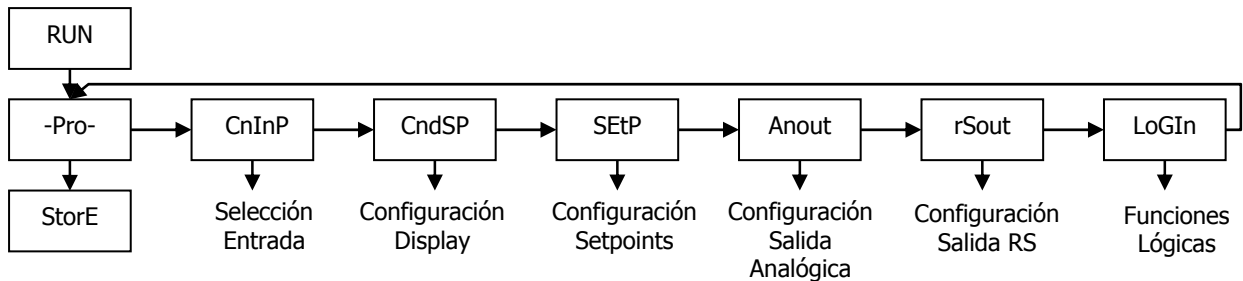 RUN
-Pro-
CnInP
CndSP
SEtP
Anout
rSout
LoGIn
StorE
Selección
Entrada
Configuración
Display
Configuración
Setpoints
Configuración
Salida
Analógica
Configuración
Salida RS
Funciones
Lógicas